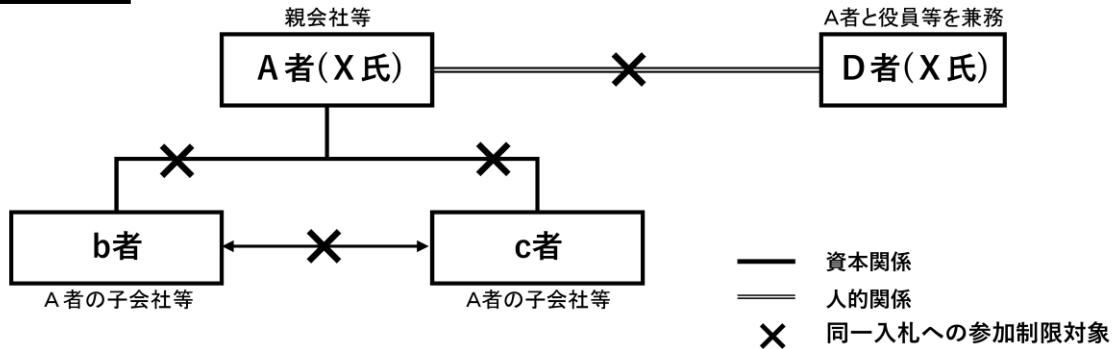 親会社等
A者と役員等を兼務
A者(X氏)
D者(X氏)
b者
c者
A者の子会社等
A者の子会社等
資本関係
人的関係
同一入札への参加制限対象